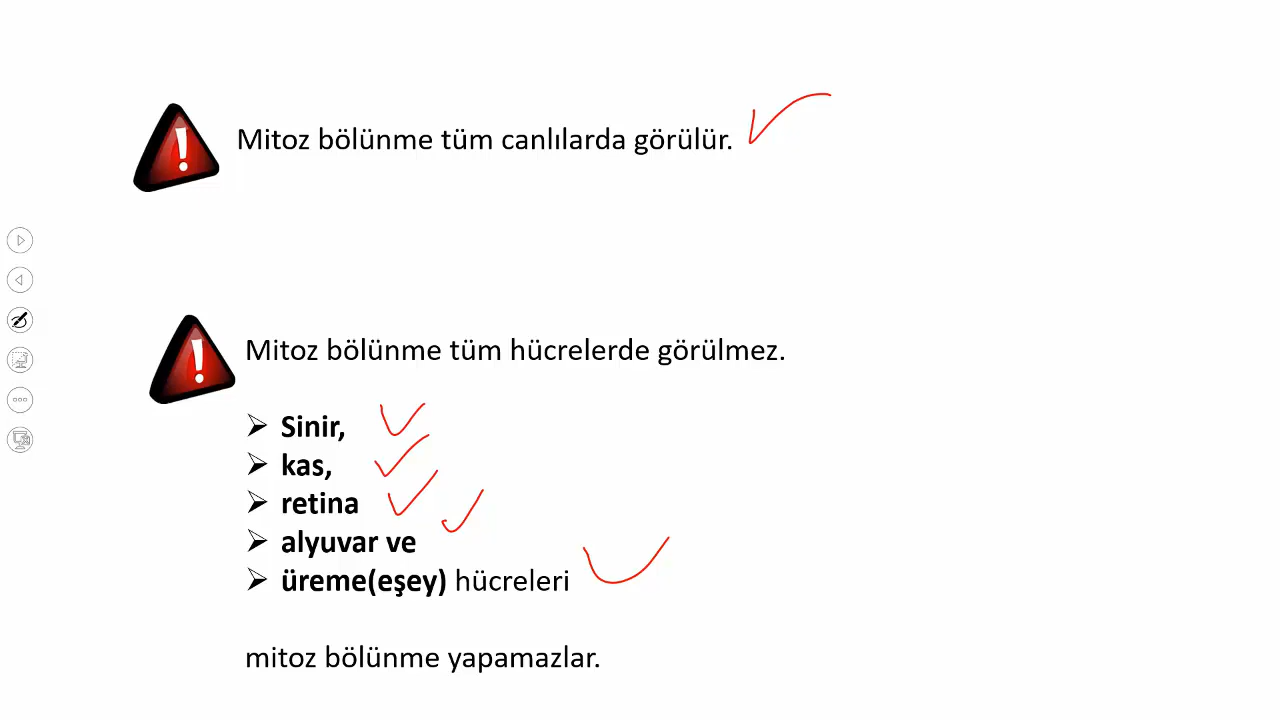 Mitoz bölünme tüm canlılarda görülür.
Mitoz bölünme tüm hücrelerde görülmez.
Sinir,
kas,
retina
alyuvar ve
üreme(eşey) hücreleri
mitoz bölünme yapamazlar.